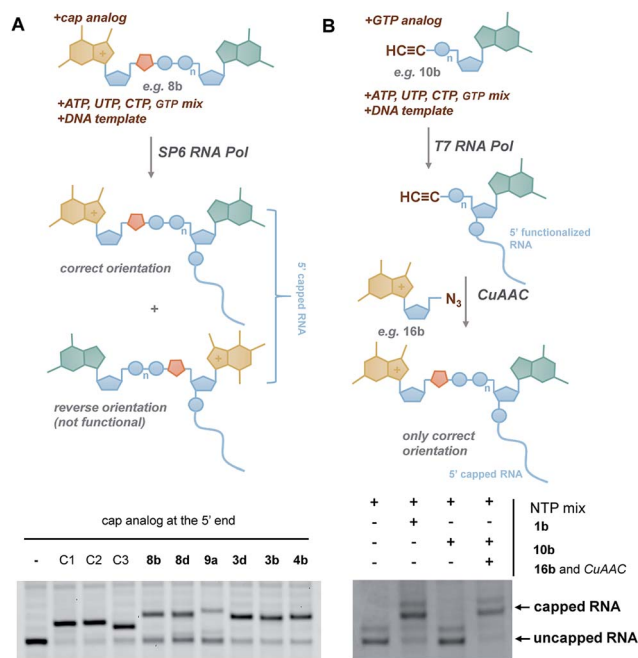 A
+cap analog
n
e.g. 8b
+ATP, UTP, CTP, GTP mix
+DNA template
SP6 RNA Pol
+
n
correct orientation
+
n
+
reverse orientation
(not functional)
5' capped RNA
cap analog at the 5' end
- C1 C2 C3 8b 8d 9a 3d 3b 4b
B
+GTP analog
HC≡C
n
e.g. 10b
+ATP, UTP, CTP, GTP mix
+DNA template
T7 RNA Pol
HC≡C
n
5' functionalized
RNA
+
N3
CuAAC
e.g. 16b
+
n
only correct
orientation
5' capped RNA
+ + + + NTP mix
- + - - 1b
- - + + 10b
- - - + 16b and CuAAC
capped RNA
uncapped RNA